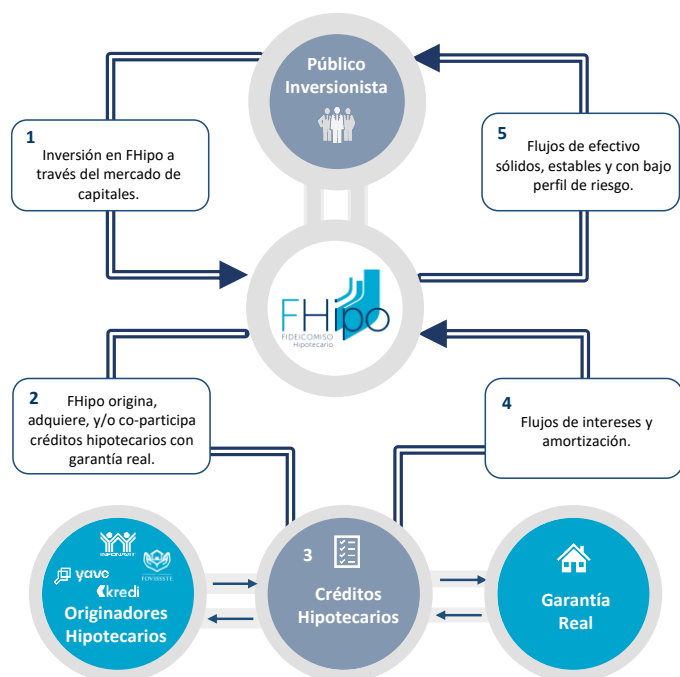 Público
Inversionista
1
Inversión en FHipo a
través del mercado de
capitales.
5
Flujos de efectivo
sólidos, estables y con bajo
perfil de riesgo.
FHipo
FIDEICOMISO
Hipotecario
2
FHipo origina,
adquiere, y/o co-participa
créditos hipotecarios con
garantía real.
4
Flujos de intereses y
amortización.
INFONAVIT
FOVISSSTE
yave
kredi
Originadores
Hipotecarios
3
Créditos
Hipotecarios
Garantía
Real